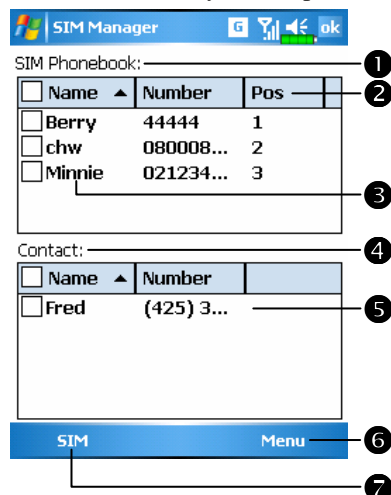 SIM Manager G ok
SIM Phonebook: 1
Name Number Pos 2
Berry 44444 1
chw 080008... 2
Minnie 021234... 3
3
Contact: 4
Name Number
Fred (425) 3... 5
SIM Menu 6
7